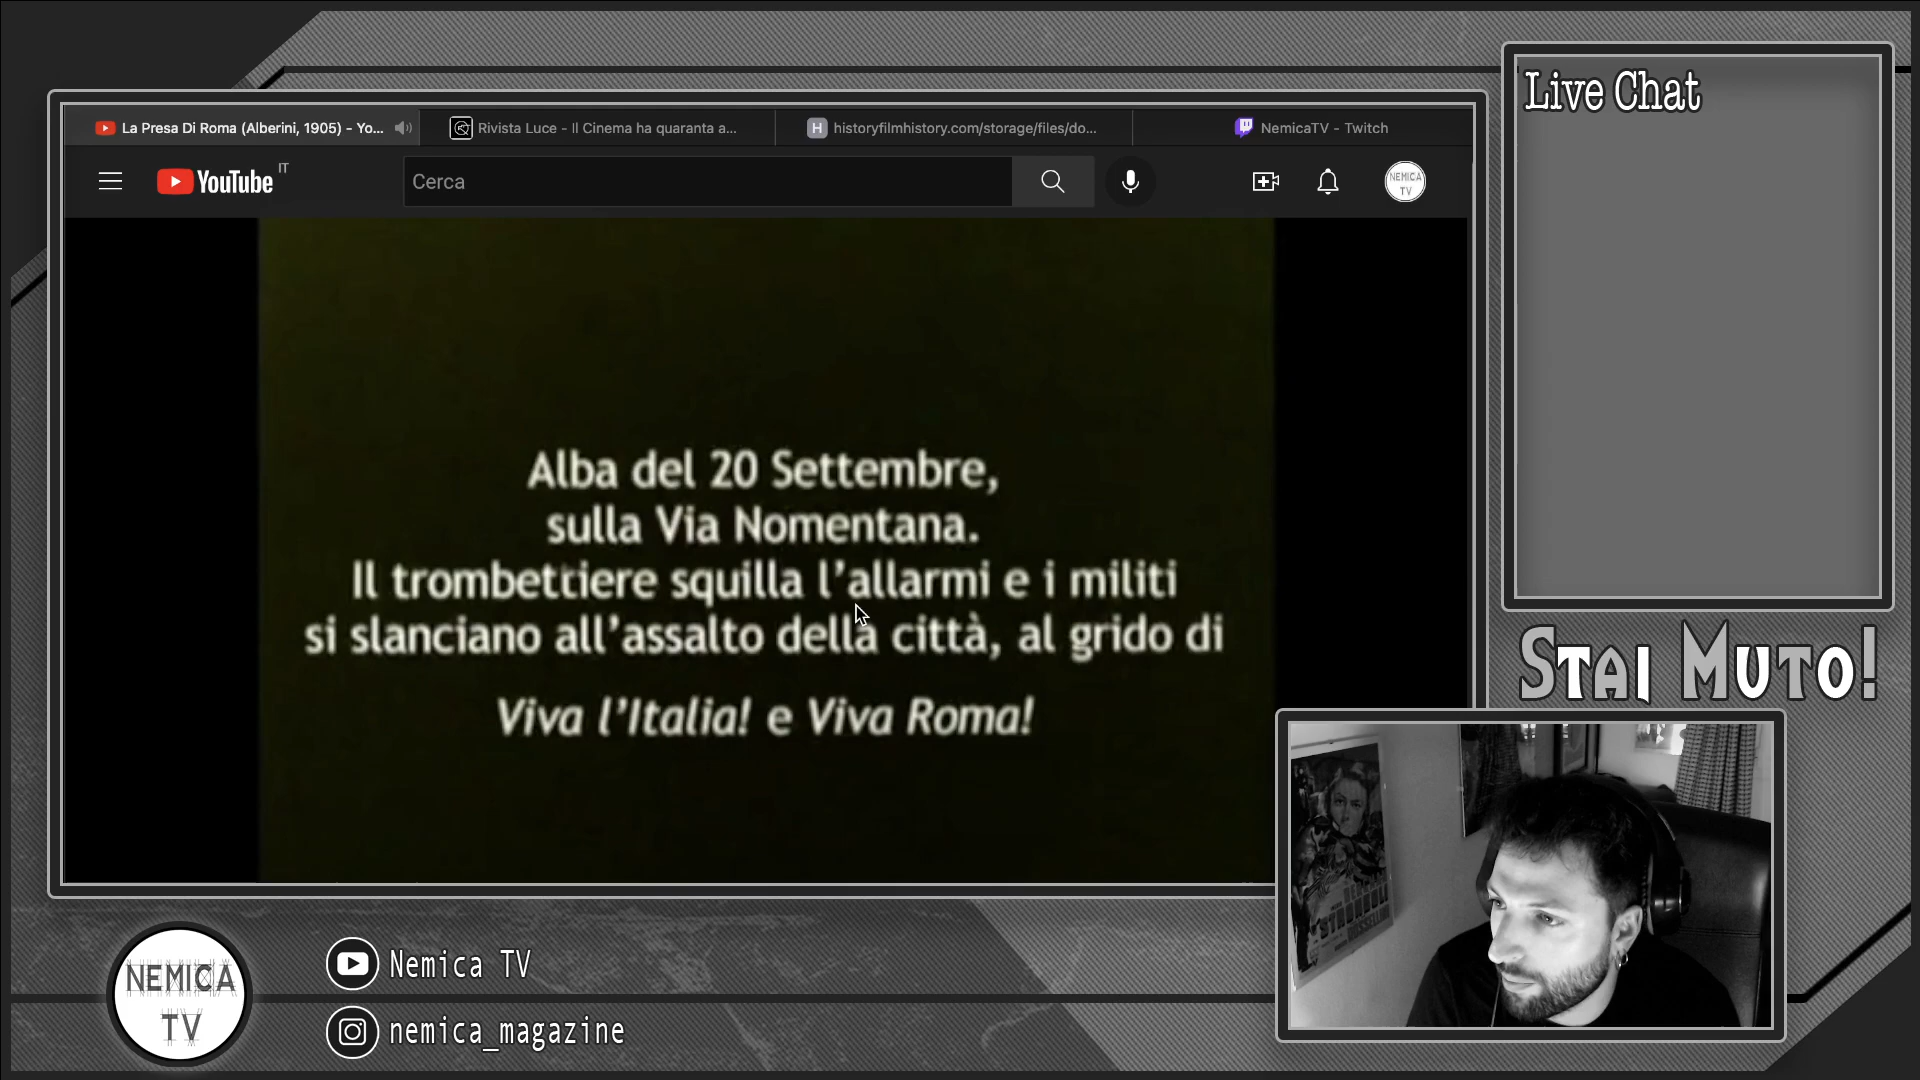 La Presa Di Roma (Alberini, 1905) - Yo...
Rivista Luce - Il Cinema ha quaranta a...
H historyfilmhistory.com/storage/files/do...
NemicaTV - Twitch
YouTube IT
Cerca
NEMICA
TV
Alba del 20 Settembre,
sulla Via Nomentana.
Il trombettiere squilla l’allarmi e i militi
si slanciano all’assalto della città, al grido di
Viva l’Italia! e Viva Roma!
Live Chat
STAI MUTO!
NEMICA
TV
Nemica TV
nemica_magazine